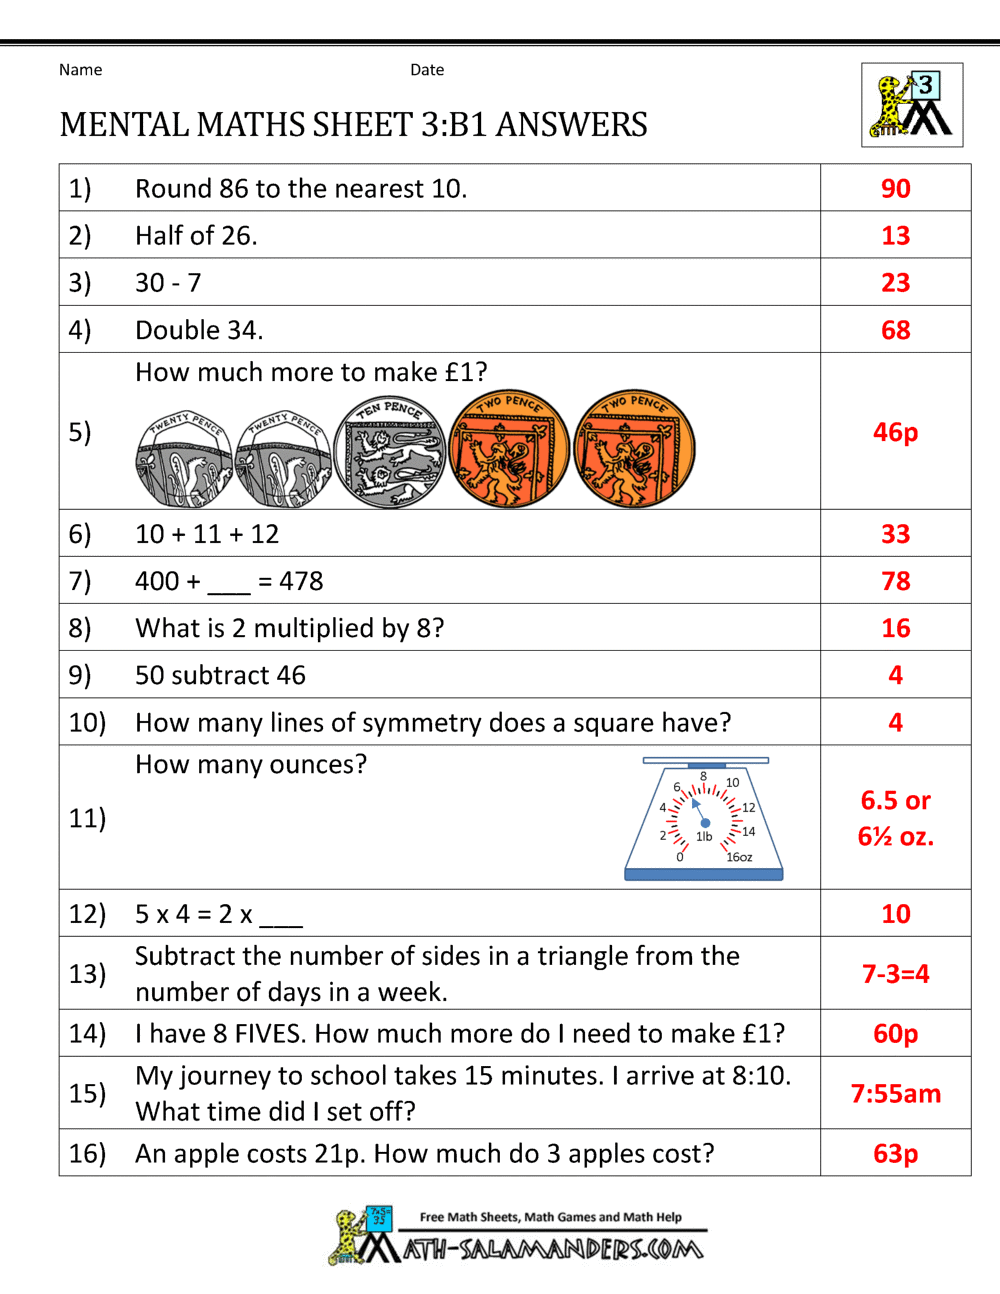 Name Date
3
MENTAL MATHS SHEET 3:B1 ANSWERS
1) Round 86 to the nearest 10. 90
2) Half of 26. 13
3) 30 - 7 23
4) Double 34. 68
How much more to make £1?
5) TWENTY PENCE TWENTY PENCE TEN PENCE TWO PENCE TWO PENCE 46p
6) 10 + 11 + 12 33
7) 400 + ___ = 478 78
8) What is 2 multiplied by 8? 16
9) 50 subtract 46 4
10) How many lines of symmetry does a square have? 4
How many ounces?
11) 0 2 4 6 8 10 12 14 16oz 1lb
6.5 or
6½ oz.
12) 5 x 4 = 2 x ___ 10
13) Subtract the number of sides in a triangle from the
number of days in a week. 7-3=4
14) I have 8 FIVES. How much more do I need to make £1? 60p
15) My journey to school takes 15 minutes. I arrive at 8:10.
What time did I set off? 7:55am
16) An apple costs 21p. How much do 3 apples cost? 63p
7x5=
35
Free Math Sheets, Math Games and Math Help
MATH-SALAMANDERS.COM